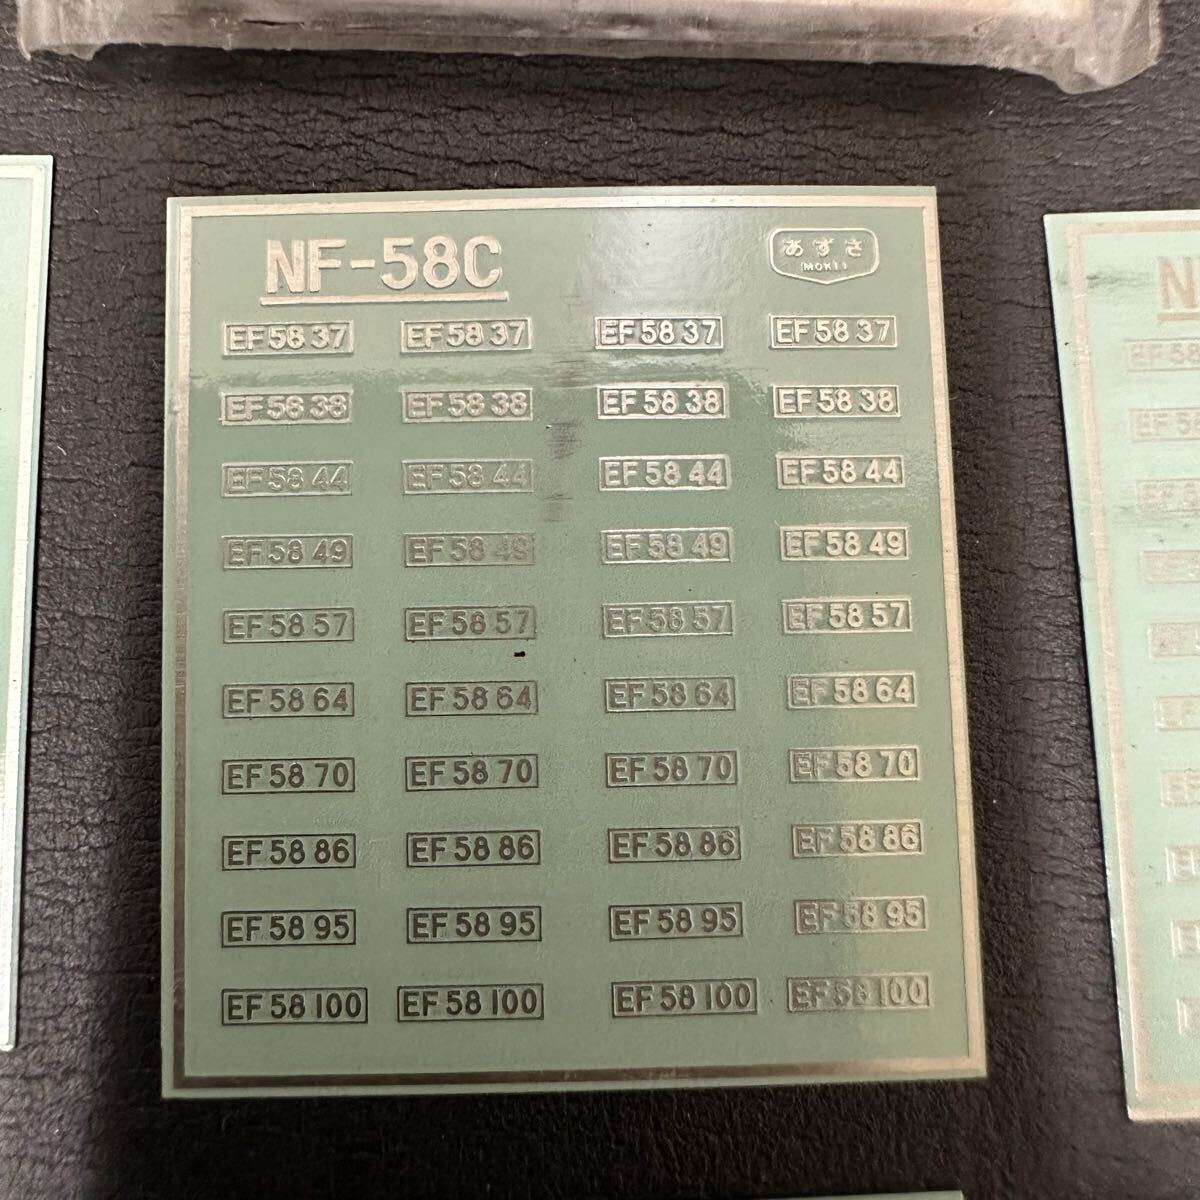 NF-58C
あずさ
(MOKEI)
EF 58 37 EF 58 37 EF 58 37 EF 58 37
EF 58 38 EF 58 38 EF 58 38 EF 58 38
EF 58 44 EF 58 44 EF 58 44 EF 58 44
EF 58 49 EF 58 49 EF 58 49 EF 58 49
EF 58 57 EF 58 57 EF 58 57 EF 58 57
EF 58 64 EF 58 64 EF 58 64 EF 58 64
EF 58 70 EF 58 70 EF 58 70 EF 58 70
EF 58 86 EF 58 86 EF 58 86 EF 58 86
EF 58 95 EF 58 95 EF 58 95 EF 58 95
EF 58 100 EF 58 100 EF 58 100 EF 58 100